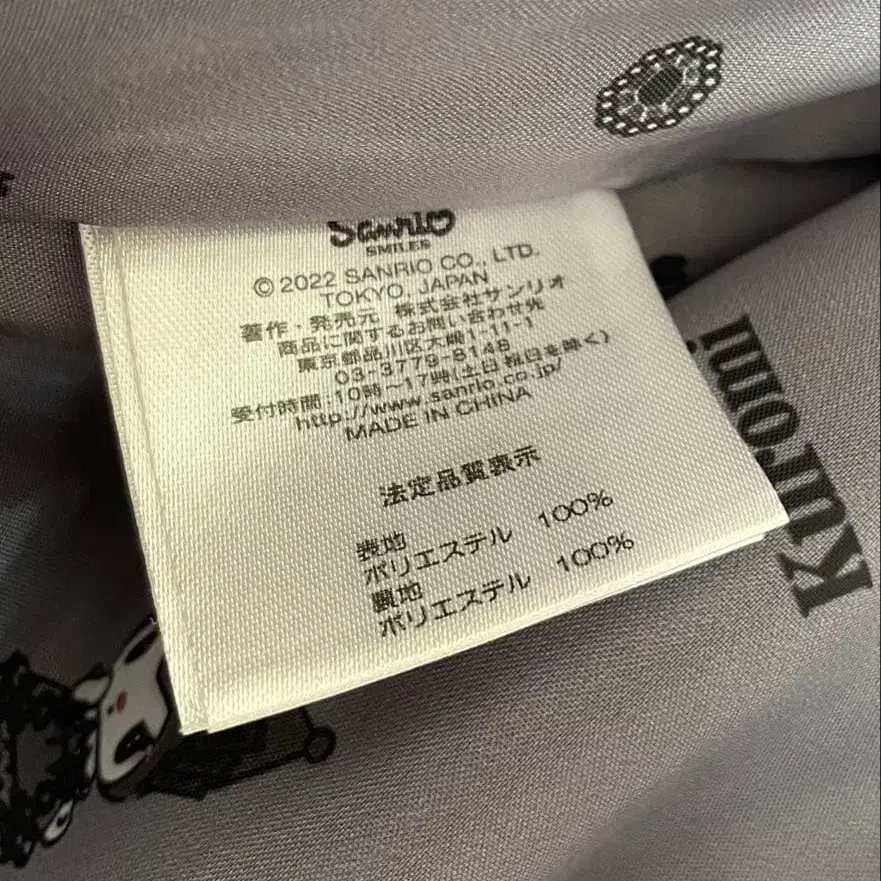 Sanrio
SMILES
© 2022 SANRIO CO., LTD.
TOKYO, JAPAN
著作・発売元 株式会社サンリオ
商品に関するお問い合わせ先
東京都品川区大崎1-11-1
03-3779-8148
受付時間:10時〜17時(土日祝日を除く)
http://www.sanrio.co.jp/
MADE IN CHINA
法定品質表示
表地
ポリエステル 100%
裏地
ポリエステル 100%
Kuromi